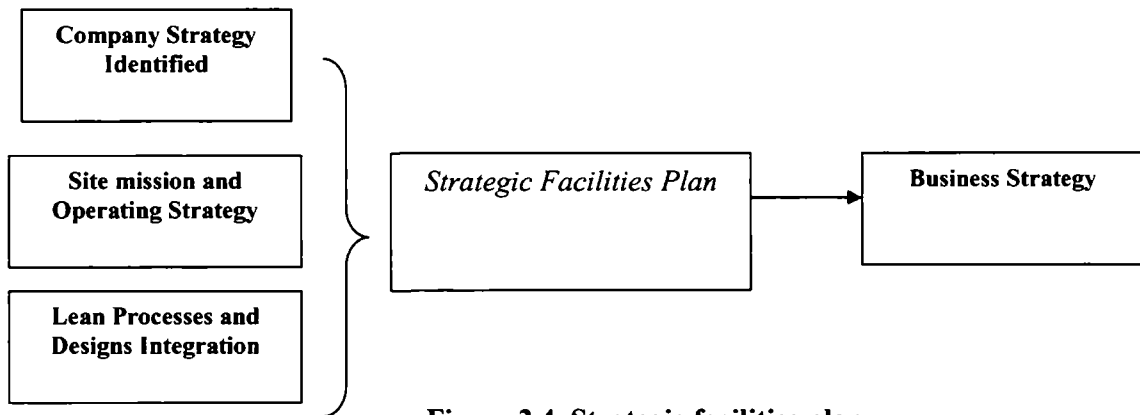 Company Strategy
Identified
Site mission and
Operating Strategy
Lean Processes and
Designs Integration
Strategic Facilities Plan
Business Strategy